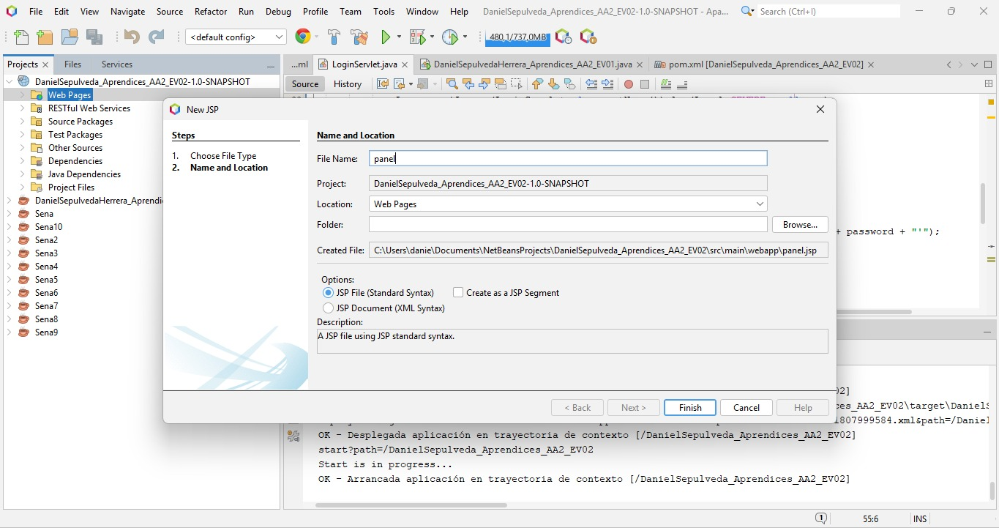 File Edit View Navigate Source Refactor Run Debug Profile Team Tools Window Help DanielSepulveda_Aprendices_AA2_EV02-1.0-SNAPSHOT - Apa... Search (Ctrl+I)
<default config> 480,1/737,0MB
Projects Files Services ...ml LoginServlet.java DanielSepulvedaHerrera_Aprendices_AA2_EV01.java pom.xml [DanielSepulveda_Aprendices_AA2_EV02]
DanielSepulveda_Aprendices_AA2_EV02-1.0-SNAPSHOT
Source History
Web Pages
RESTful Web Services
Source Packages
Test Packages
Other Sources
Dependencies
Java Dependencies
Project Files
DanielSepulvedaHerrera_Aprendi
Sena
Sena10
Sena2
Sena3
Sena4
Sena5
Sena6
Sena7
Sena8
Sena9
New JSP
Steps
1. Choose File Type
2. Name and Location
Name and Location
File Name: panel
Project: DanielSepulveda_Aprendices_AA2_EV02-1.0-SNAPSHOT
Location: Web Pages
Folder: Browse...
Created File: C:\Users\danie\Documents\NetBeansProjects\DanielSepulveda_Aprendices_AA2_EV02\src\main\webapp\panel.jsp
Options:
JSP File (Standard Syntax) Create as a JSP Segment
JSP Document (XML Syntax)
Description:
A JSP file using JSP standard syntax.
< Back Next > Finish Cancel Help
+ password + "'");
02]
es_AA2_EV02\target\Daniels
1807999584.xml&path=/Daniel
OK - Desplegada aplicación en trayectoria de contexto [/DanielSepulveda_Aprendices_AA2_EV02]
start?path=/DanielSepulveda_Aprendices_AA2_EV02
Start is in progress...
OK - Arrancada aplicación en trayectoria de contexto [/DanielSepulveda_Aprendices_AA2_EV02]
1 55:6 INS